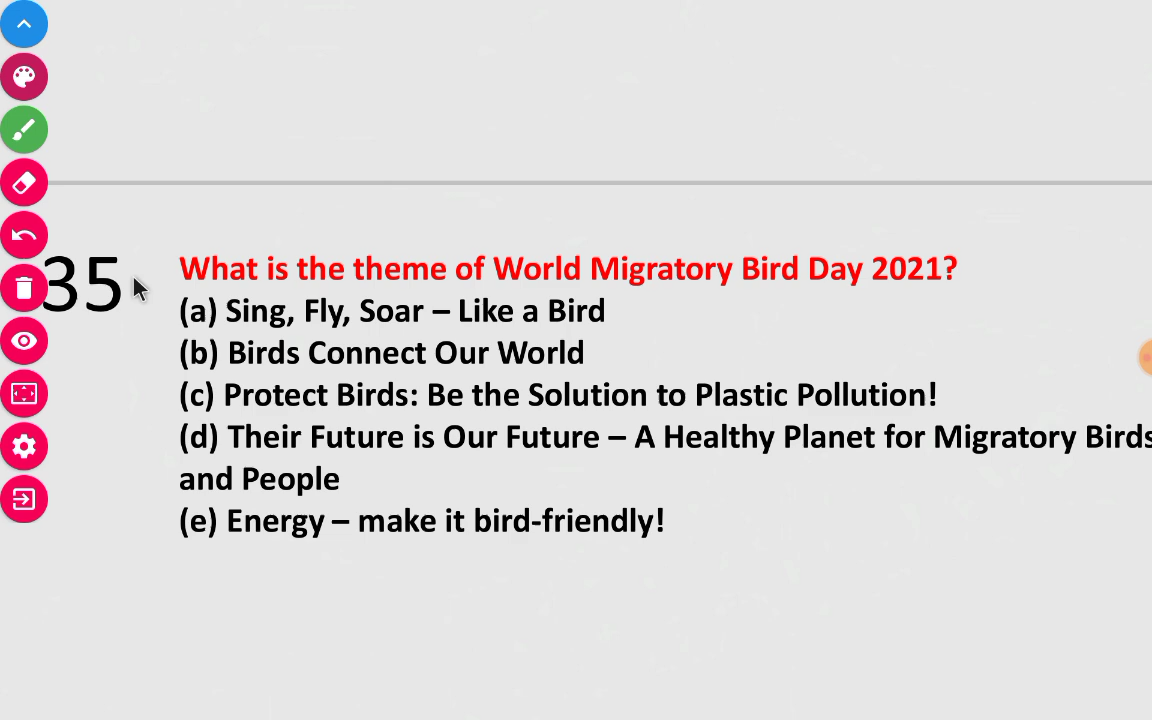 35
What is the theme of World Migratory Bird Day 2021?
(a) Sing, Fly, Soar – Like a Bird
(b) Birds Connect Our World
(c) Protect Birds: Be the Solution to Plastic Pollution!
(d) Their Future is Our Future – A Healthy Planet for Migratory Birds
and People
(e) Energy – make it bird-friendly!